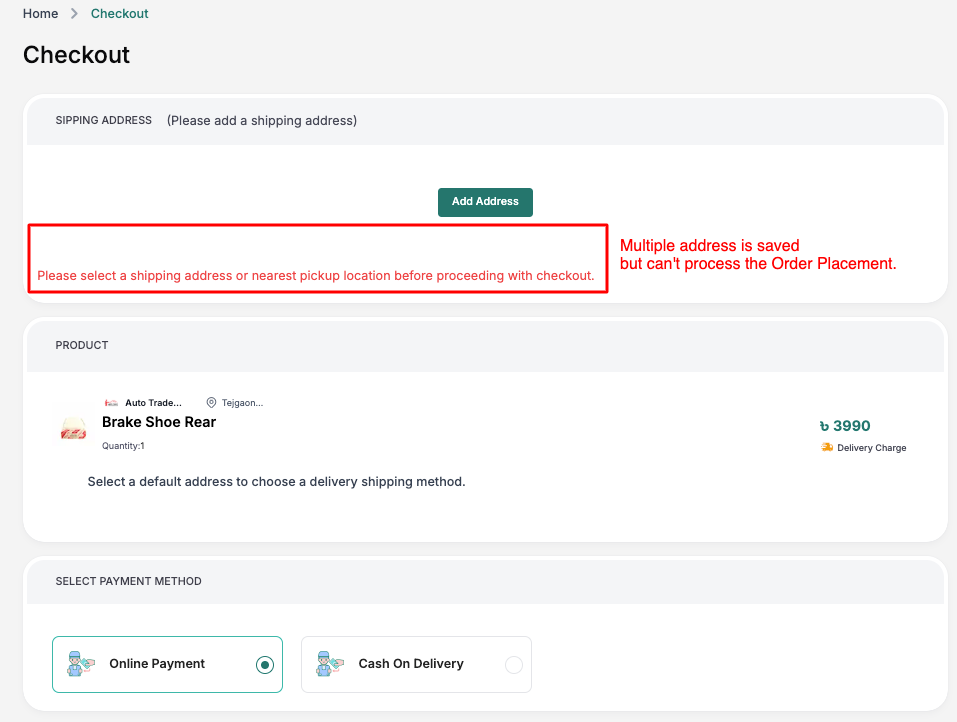 Home > Checkout
Checkout
SIPPING ADDRESS (Please add a shipping address)
Add Address
Please select a shipping address or nearest pickup location before proceeding with checkout.
Multiple address is saved
but can't process the Order Placement.
PRODUCT
Auto Trade... Tejgaon...
Brake Shoe Rear
Quantity:1
৳ 3990
Delivery Charge
Select a default address to choose a delivery shipping method.
SELECT PAYMENT METHOD
Online Payment
Cash On Delivery